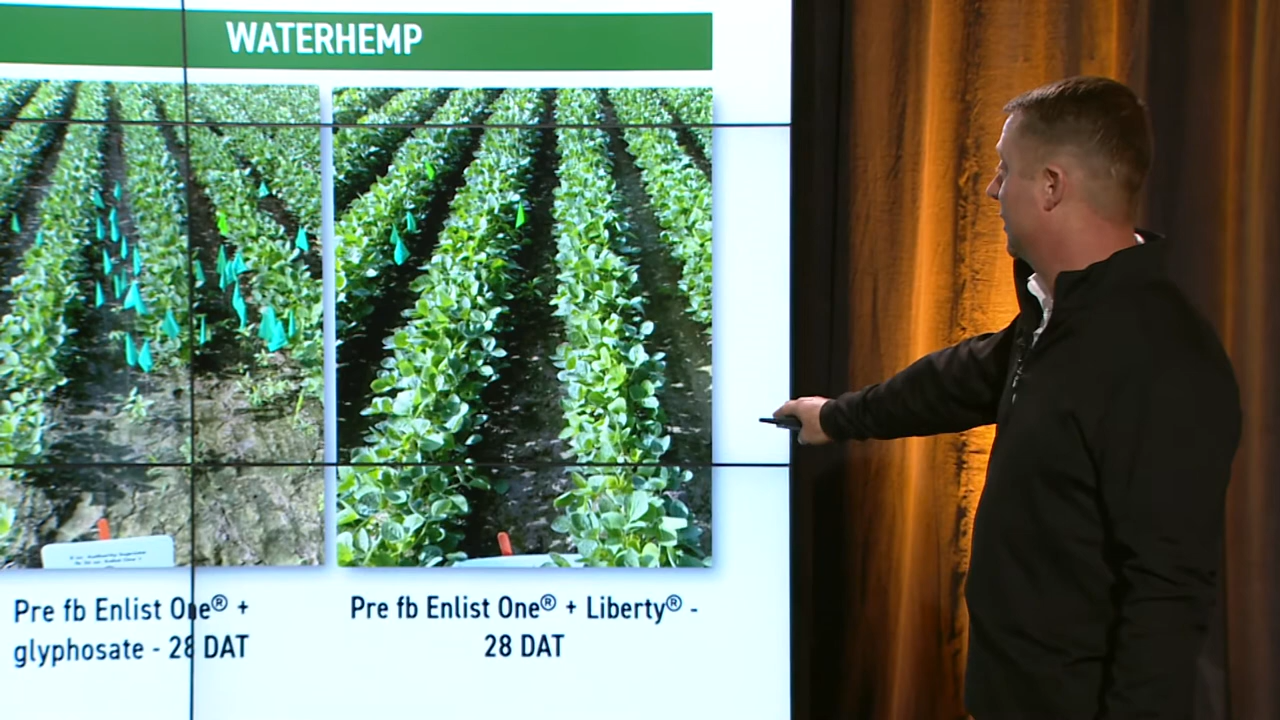 WATERHEMP
Pre fb Enlist One® +
glyphosate - 28 DAT
Pre fb Enlist One® + Liberty® -
28 DAT